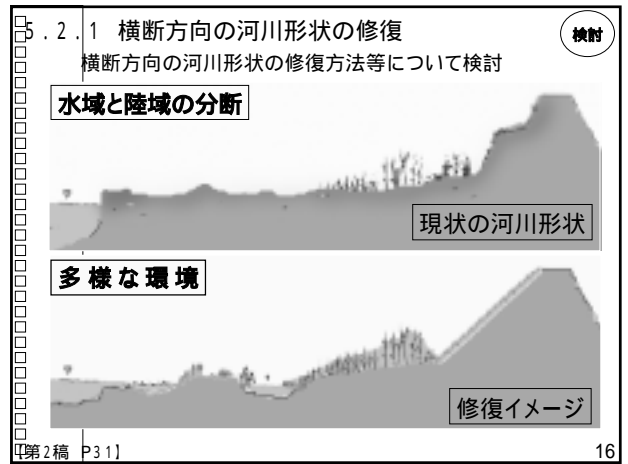 5.2.1 横断方向の河川形状の修復
検討
横断方向の河川形状の修復方法等について検討
水域と陸域の分断
現状の河川形状
多様な環境
修復イメージ
【第2稿 P31】
16